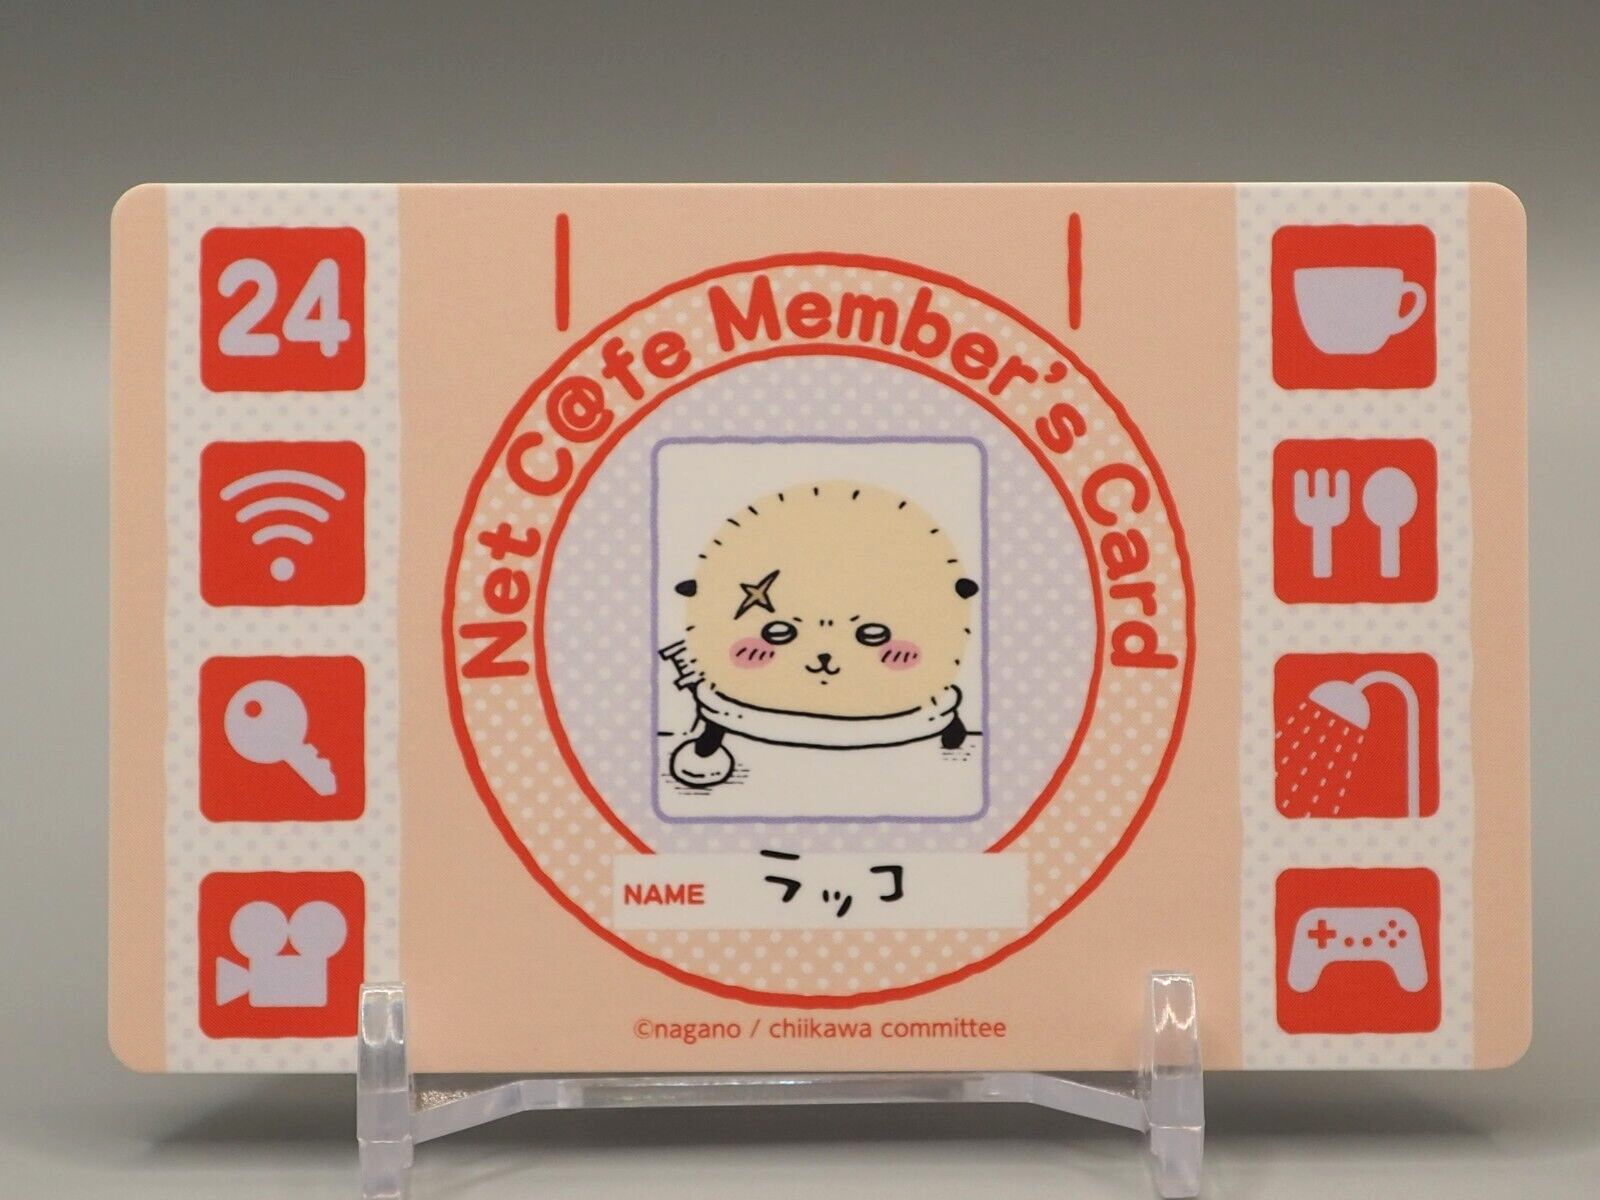 24
Net C@fe Member's Card
NAME ラッコ
©nagano / chiikawa committee